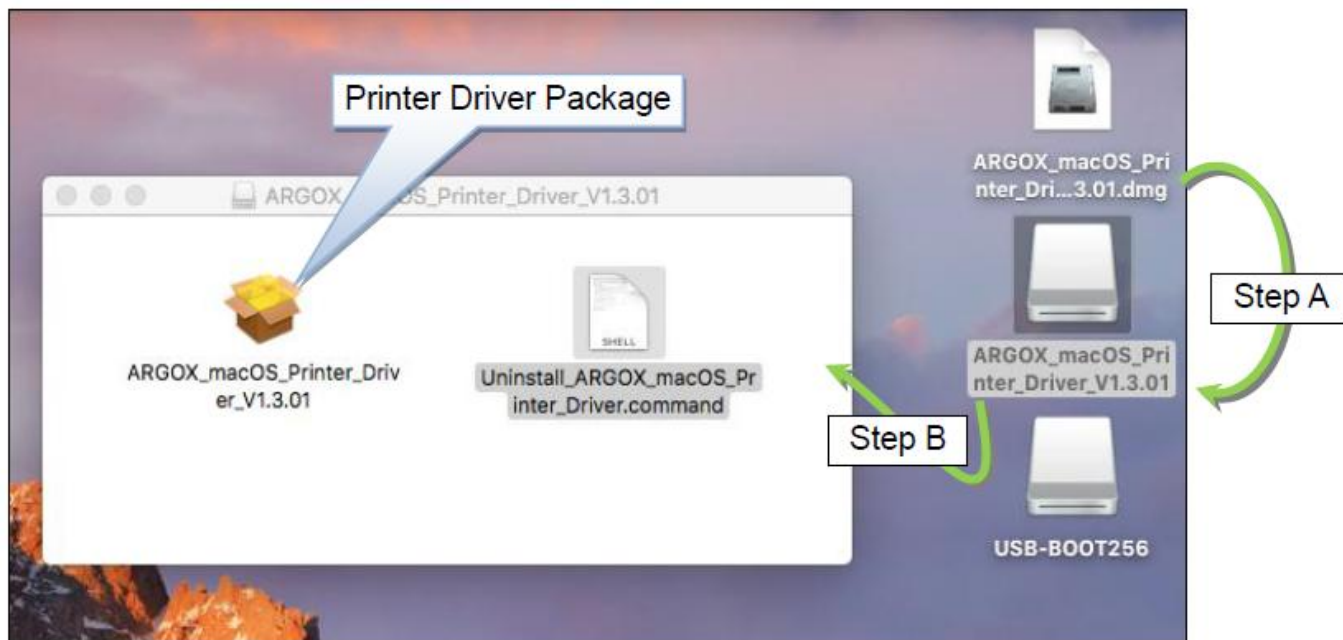 Printer Driver Package
ARGOX_macOS_Pri
nter_Dri...3.01.dmg
OS_Printer_Driver_V1.3.01
ARGOX_macOS_Pri
nter_Driver_V1.3.01
Step A
SHELL
ARGOX_macOS_Printer_Driv
er_V1.3.01
Uninstall_ARGOX_macOS_Pr
inter_Driver.command
Step B
USB-BOOT256